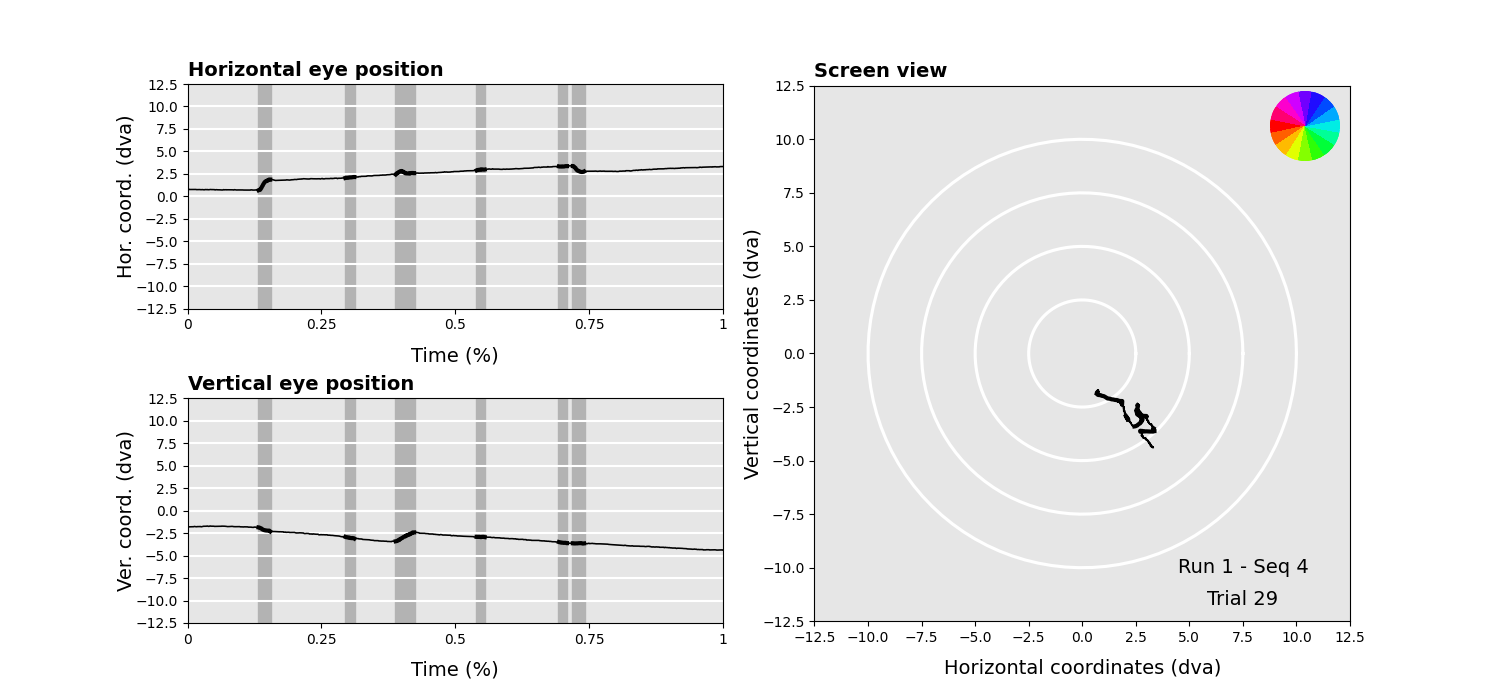 Horizontal eye position
Hor. coord. (dva)
12.5
10.0
7.5
5.0
2.5
0.0
−2.5
−5.0
−7.5
−10.0
−12.5
0 0.25 0.5 0.75 1
Time (%)
Vertical eye position
Ver. coord. (dva)
12.5
10.0
7.5
5.0
2.5
0.0
−2.5
−5.0
−7.5
−10.0
−12.5
0 0.25 0.5 0.75 1
Time (%)
Screen view
Vertical coordinates (dva)
12.5
10.0
7.5
5.0
2.5
0.0
−2.5
−5.0
−7.5
−10.0
−12.5
Run 1 - Seq 4
Trial 29
−12.5 −10.0 −7.5 −5.0 −2.5 0.0 2.5 5.0 7.5 10.0 12.5
Horizontal coordinates (dva)